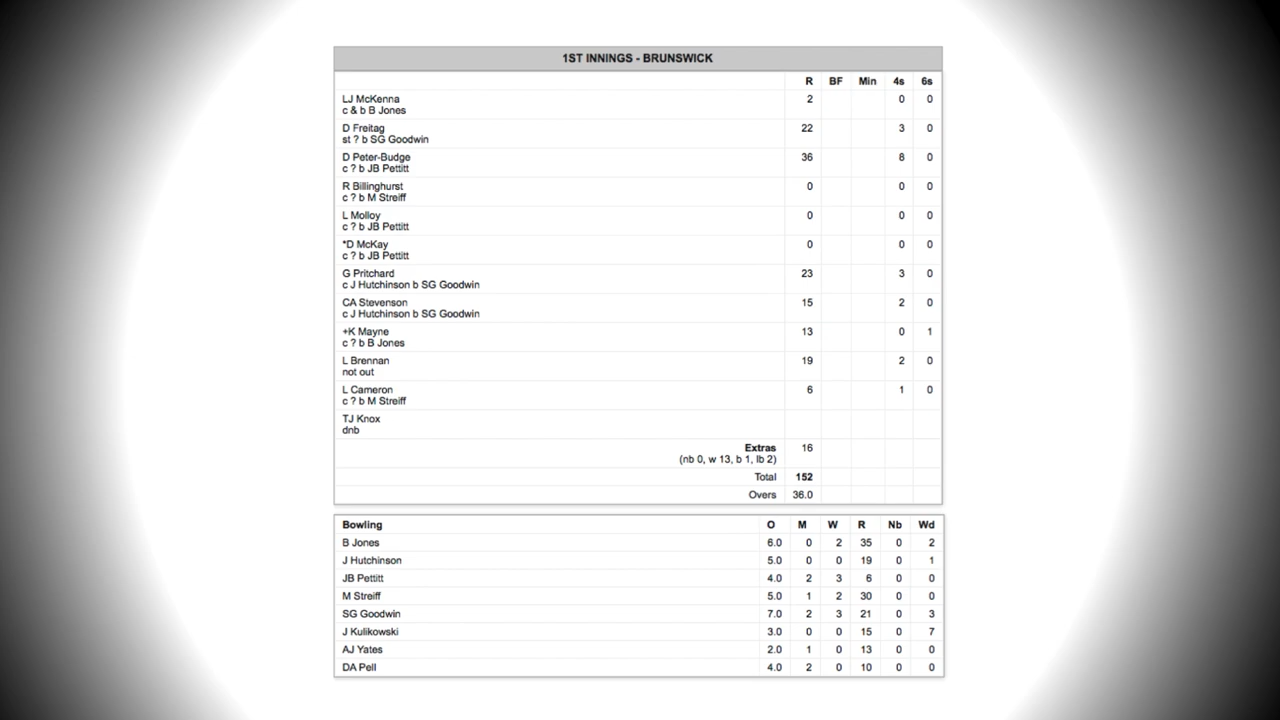 1ST INNINGS - BRUNSWICK
R BF Min 4s 6s
LJ McKenna 2 0 0
c & b B Jones
D Freitag 22 3 0
st ? b SG Goodwin
D Peter-Budge 36 8 0
c ? b JB Pettitt
R Billinghurst 0 0 0
c ? b M Streiff
L Molloy 0 0 0
c ? b JB Pettitt
*D McKay 0 0 0
c ? b JB Pettitt
G Pritchard 23 3 0
c J Hutchinson b SG Goodwin
CA Stevenson 15 2 0
c J Hutchinson b SG Goodwin
+K Mayne 13 0 1
c ? b B Jones
L Brennan 19 2 0
not out
L Cameron 6 1 0
c ? b M Streiff
TJ Knox
dnb
Extras 16
(nb 0, w 13, b 1, lb 2)
Total 152
Overs 36.0
Bowling O M W R Nb Wd
B Jones 6.0 0 2 35 0 2
J Hutchinson 5.0 0 0 19 0 1
JB Pettitt 4.0 2 3 6 0 0
M Streiff 5.0 1 2 30 0 0
SG Goodwin 7.0 2 3 21 0 3
J Kulikowski 3.0 0 0 15 0 7
AJ Yates 2.0 1 0 13 0 0
DA Pell 4.0 2 0 10 0 0